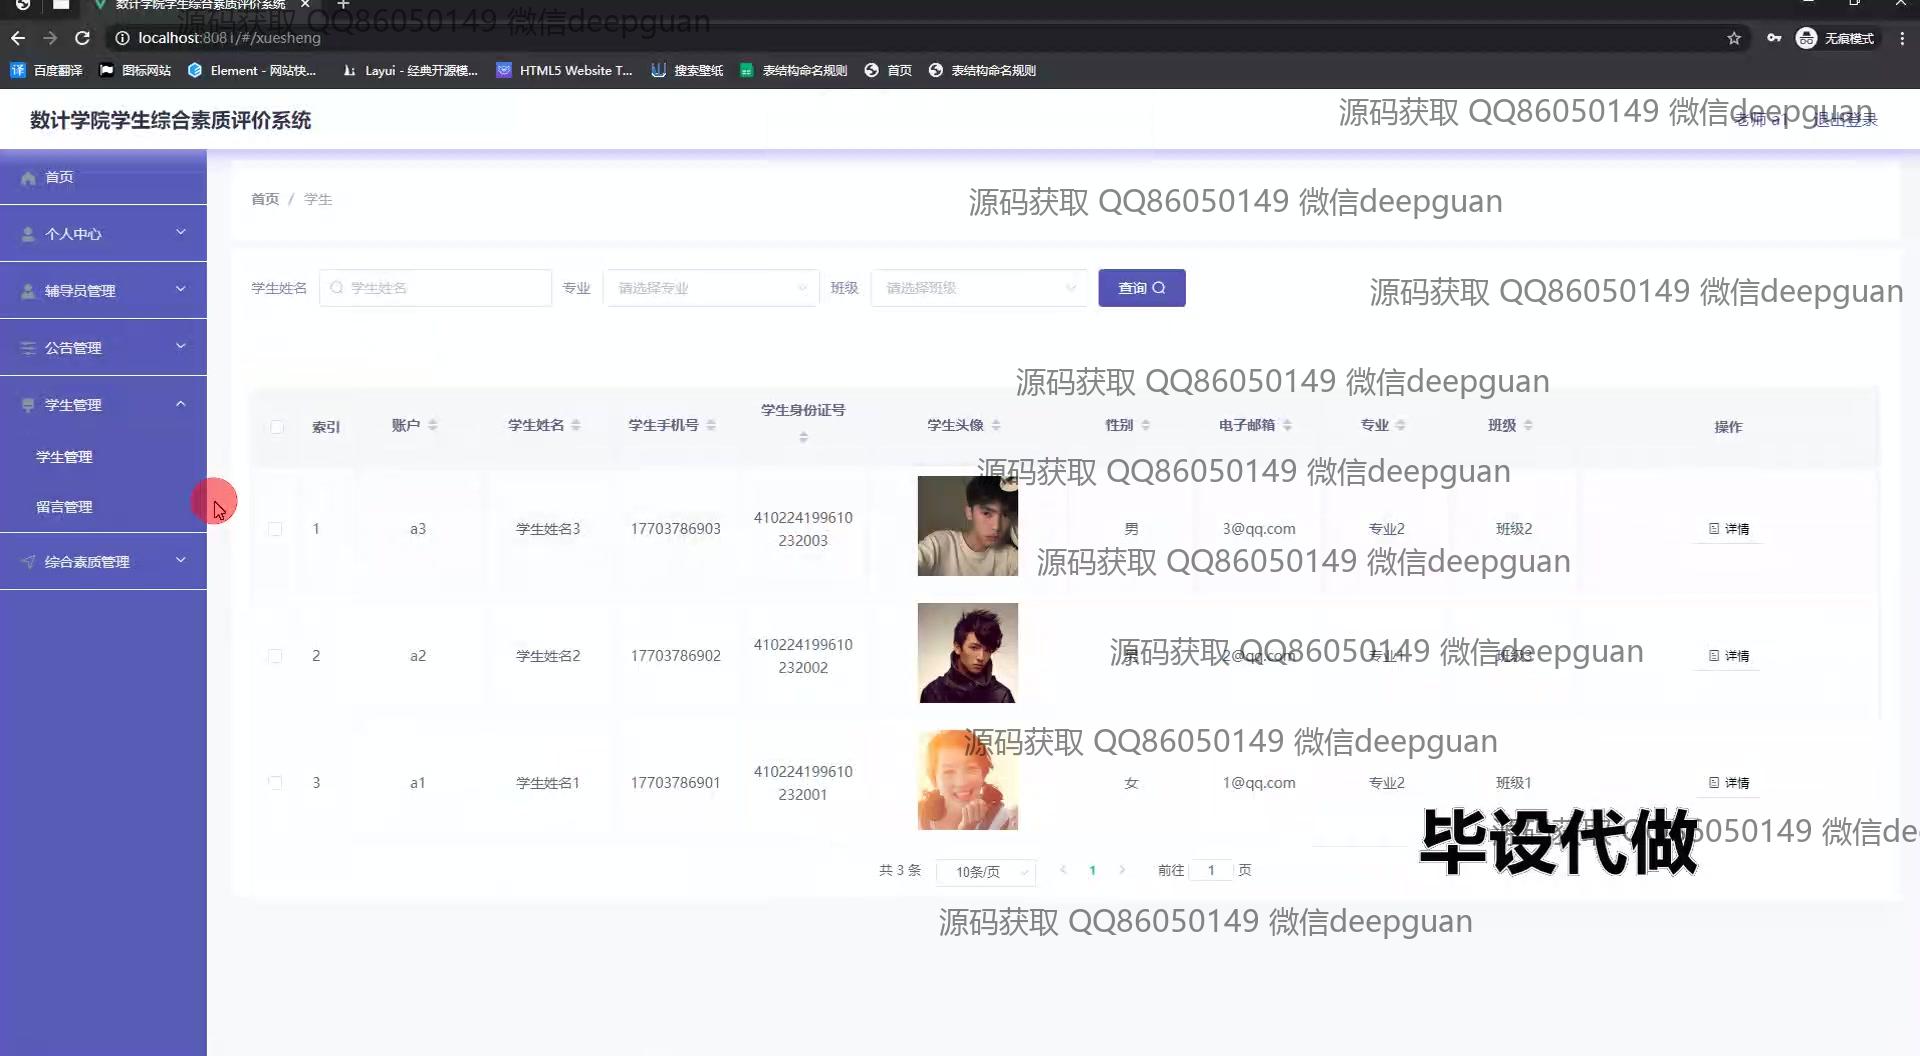 数计学院学生综合素质评价系统
源码获取 QQ86050149 微信deepguan
localhost:8081/#/xuesheng
无痕模式
百度翻译
图标网站
Element - 网站快...
Layui - 经典开源模...
HTML5 Website T...
搜索壁纸
表结构命名规则
首页
表结构命名规则
数计学院学生综合素质评价系统
源码获取 QQ86050149 微信deepguan
老师 a1
退出登录
首页
个人中心
辅导员管理
公告管理
学生管理
学生管理
留言管理
综合素质管理
首页 / 学生
源码获取 QQ86050149 微信deepguan
学生姓名 学生姓名 专业 请选择专业 班级 请选择班级 查询
源码获取 QQ86050149 微信deepguan
源码获取 QQ86050149 微信deepguan
索引 账户 学生姓名 学生手机号 学生身份证号 学生头像 性别 电子邮箱 专业 班级 操作
源码获取 QQ86050149 微信deepguan
1 a3 学生姓名3 17703786903 410224199610
232003 男 3@qq.com 专业2 班级2 详情
源码获取 QQ86050149 微信deepguan
2 a2 学生姓名2 17703786902 410224199610
232002 2@qq.com 详情
源码获取 QQ86050149 微信deepguan
源码获取 QQ86050149 微信deepguan
3 a1 学生姓名1 17703786901 410224199610
232001 女 1@qq.com 专业2 班级1 详情
源码获取 QQ86050149 微信de
毕设代做
共 3 条 10条/页 1 前往 1 页
源码获取 QQ86050149 微信deepguan